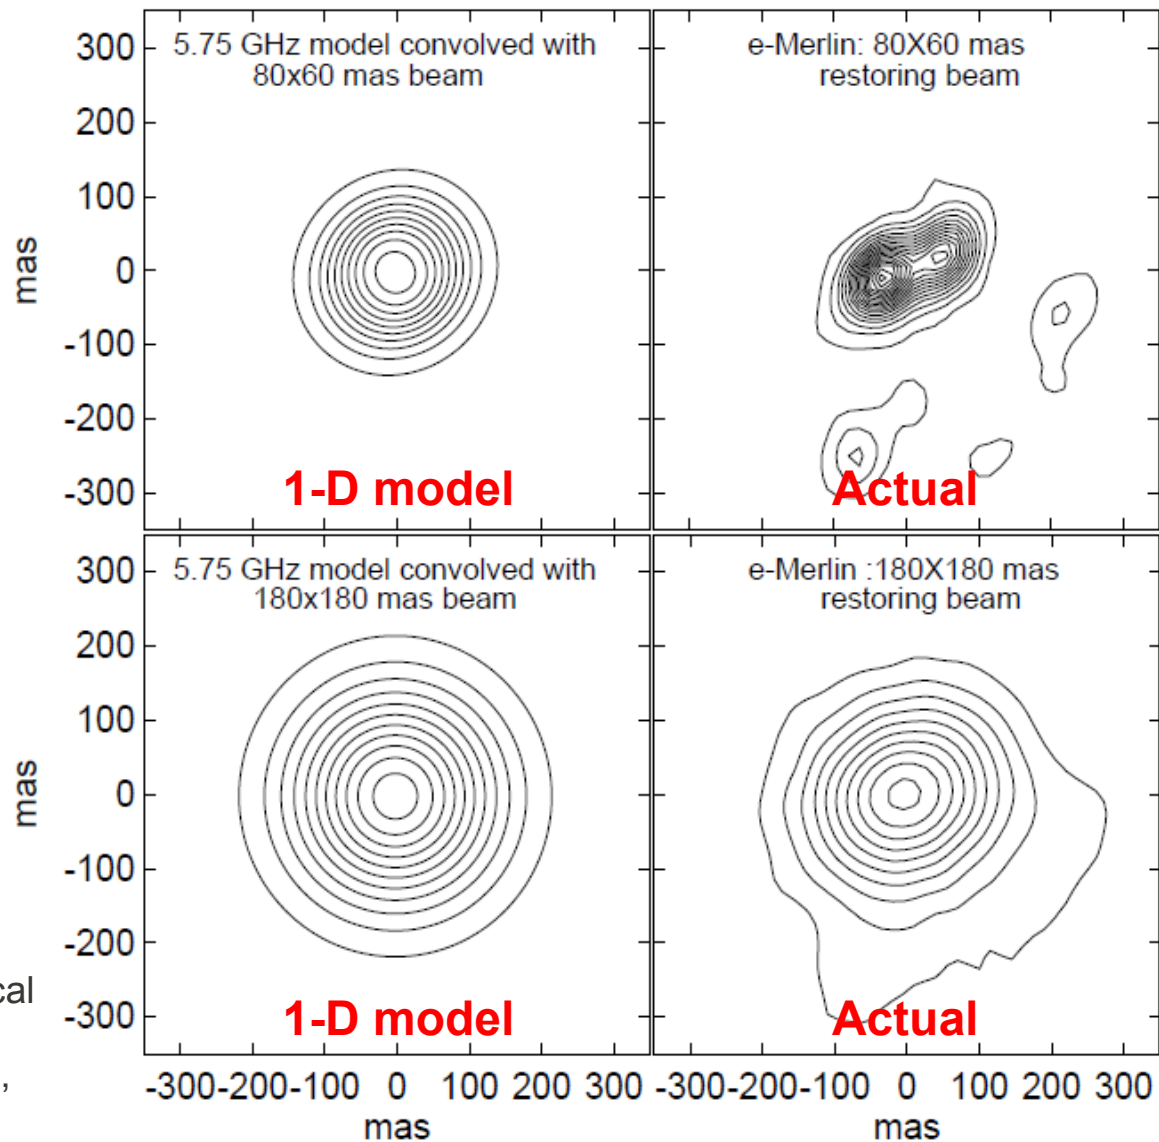 5.75 GHz model convolved with
80x60 mas beam
e-Merlin: 80X60 mas
restoring beam
300
200
100
0
-100
-200
-300
mas
1-D model
Actual
5.75 GHz model convolved with
180x180 mas beam
e-Merlin :180X180 mas
restoring beam
300
200
100
0
-100
-200
-300
mas
1-D model
Actual
cal
,
-300-200-100 0 100 200 300
-300-200-100 0 100 200 300
mas
mas